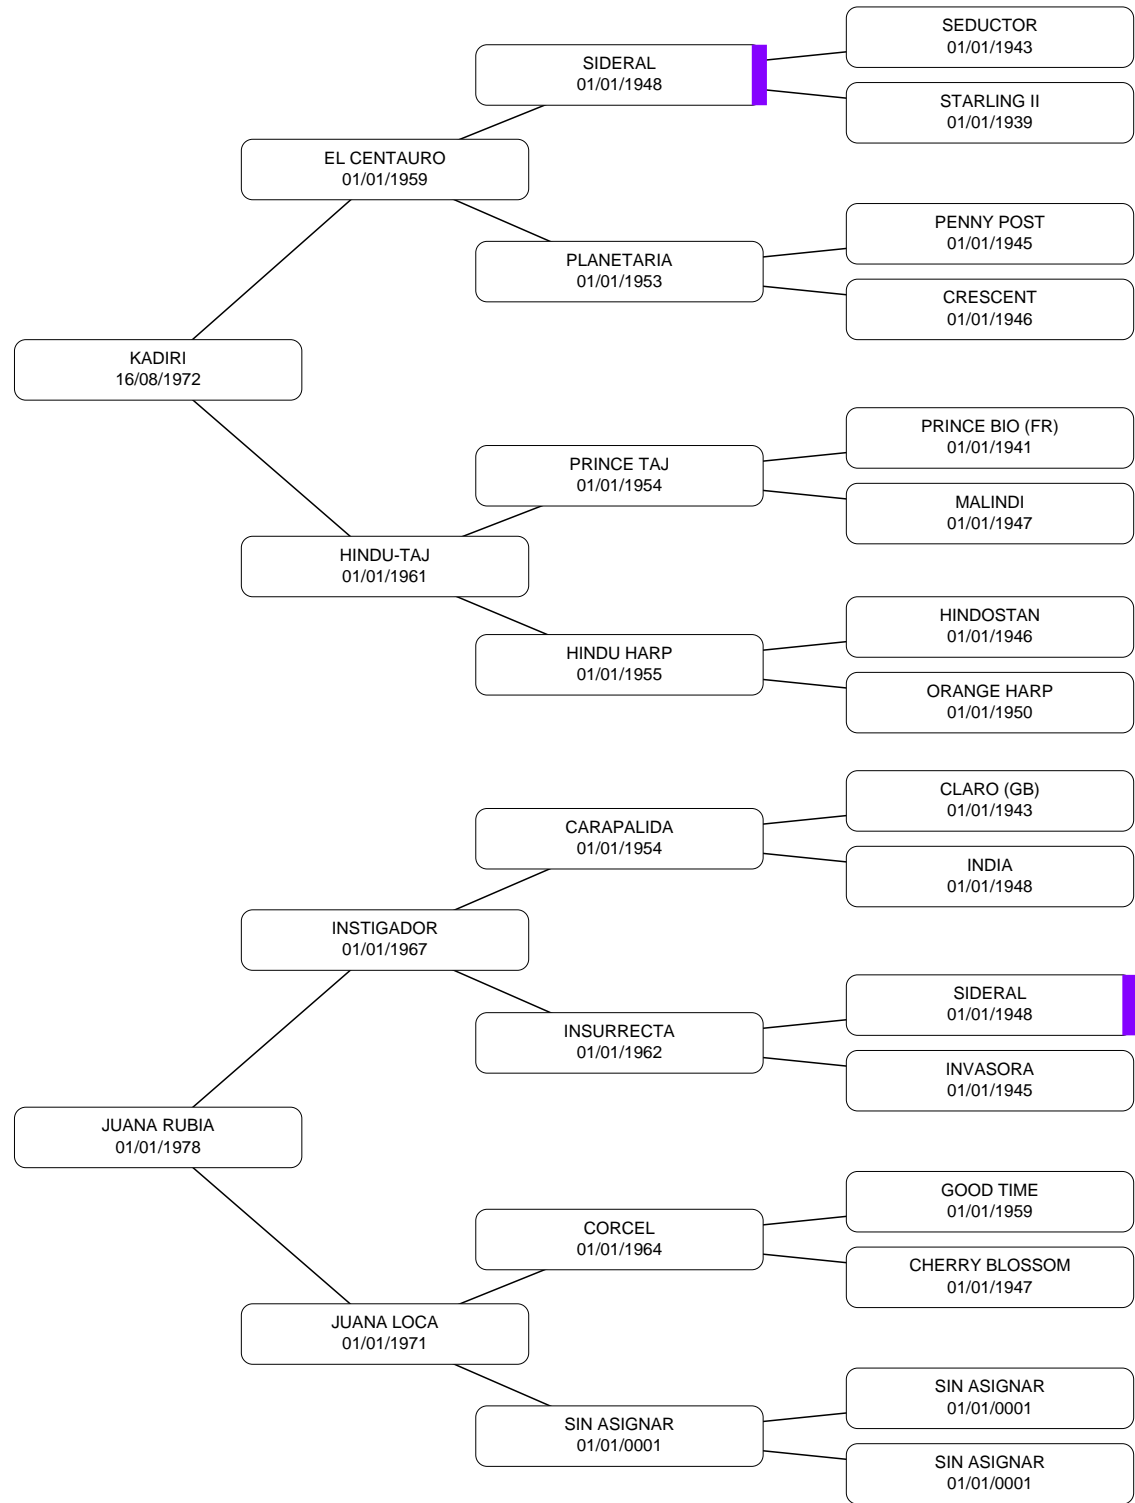 SEDUCTOR
01/01/1943
SIDERAL
01/01/1948
STARLING II
01/01/1939
EL CENTAURO
01/01/1959
PENNY POST
01/01/1945
PLANETARIA
01/01/1953
CRESCENT
01/01/1946
KADIRI
16/08/1972
PRINCE BIO (FR)
01/01/1941
PRINCE TAJ
01/01/1954
MALINDI
01/01/1947
HINDU-TAJ
01/01/1961
HINDOSTAN
01/01/1946
HINDU HARP
01/01/1955
ORANGE HARP
01/01/1950
CLARO (GB)
01/01/1943
CARAPALIDA
01/01/1954
INDIA
01/01/1948
INSTIGADOR
01/01/1967
SIDERAL
01/01/1948
INSURRECTA
01/01/1962
INVASORA
01/01/1945
JUANA RUBIA
01/01/1978
GOOD TIME
01/01/1959
CORCEL
01/01/1964
CHERRY BLOSSOM
01/01/1947
JUANA LOCA
01/01/1971
SIN ASIGNAR
01/01/0001
SIN ASIGNAR
01/01/0001
SIN ASIGNAR
01/01/0001